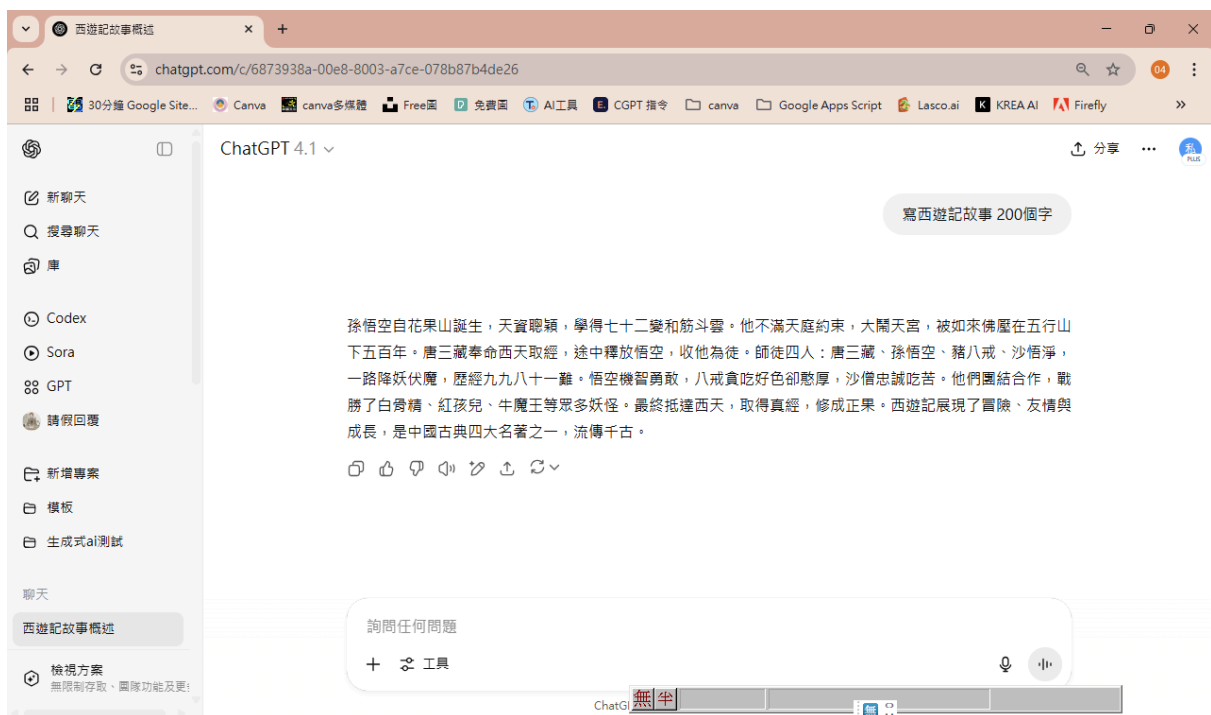 西遊記故事概述
chatgpt.com/c/6873938a-00e8-8003-a7ce-078b87b4de26
04
30分鐘 Google Site...
Canva
canva多媒體
Free圖
免費圖
AI工具
CGPT 指令
canva
Google Apps Script
Lasco.ai
KREA AI
Firefly
ChatGPT 4.1
分享
私
PLUS
新聊天
搜尋聊天
庫
Codex
Sora
GPT
請假回覆
新增專案
模板
生成式ai測試
聊天
西遊記故事概述
檢視方案
無限制存取、團隊功能及更
寫西遊記故事 200個字
孫悟空自花果山誕生，天資聰穎，學得七十二變和筋斗雲。他不滿天庭約束，大鬧天宮，被如來佛壓在五行山
下五百年。唐三藏奉命西天取經，途中釋放悟空，收他為徒。師徒四人：唐三藏、孫悟空、豬八戒、沙悟淨，
一路降妖伏魔，歷經九九八十一難。悟空機智勇敢，八戒貪吃好色卻憨厚，沙僧忠誠吃苦。他們團結合作，戰
勝了白骨精、紅孩兒、牛魔王等眾多妖怪。最終抵達西天，取得真經，修成正果。西遊記展現了冒險、友情與
成長，是中國古典四大名著之一，流傳千古。
詢問任何問題
工具
ChatG
無 半
無